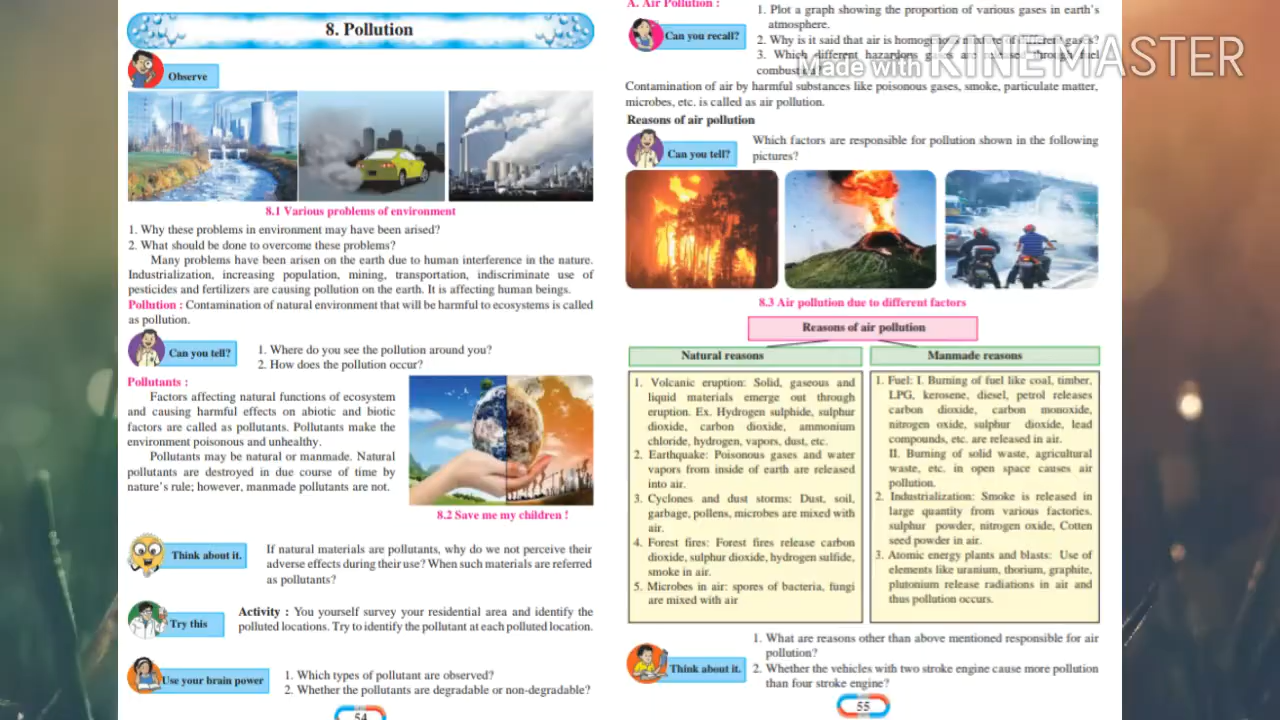 8. Pollution
Observe
8.1 Various problems of environment
1. Why these problems in environment may have been arised?
2. What should be done to overcome these problems?
Many problems have been arisen on the earth due to human interference in the nature.
Industrialization, increasing population, mining, transportation, indiscriminate use of
pesticides and fertilizers are causing pollution on the earth. It is affecting human beings.
Pollution : Contamination of natural environment that will be harmful to ecosystems is called
as pollution.
Can you tell?
1. Where do you see the pollution around you?
2. How does the pollution occur?
Pollutants :
Factors affecting natural functions of ecosystem
and causing harmful effects on abiotic and biotic
factors are called as pollutants. Pollutants make the
environment poisonous and unhealthy.
Pollutants may be natural or manmade. Natural
pollutants are destroyed in due course of time by
nature's rule; however, manmade pollutants are not.
8.2 Save me my children !
Think about it.
If natural materials are pollutants, why do we not perceive their
adverse effects during their use? When such materials are referred
as pollutants?
Try this
Activity : You yourself survey your residential area and identify the
polluted locations. Try to identify the pollutant at each polluted location.
Use your brain power
1. Which types of pollutant are observed?
2. Whether the pollutants are degradable or non-degradable?
54
A. Air Pollution :
Can you recall?
1. Plot a graph showing the proportion of various gases in earth's
atmosphere.
2. Why is it said that air is homogenous mixture of different gases?
3. Which different hazardous gases are released through fuel
combustion?
Made with KINEMASTER
Contamination of air by harmful substances like poisonous gases, smoke, particulate matter,
microbes, etc. is called as air pollution.
Reasons of air pollution
Can you tell?
Which factors are responsible for pollution shown in the following
pictures?
8.3 Air pollution due to different factors
Reasons of air pollution
Natural reasons
1. Volcanic eruption: Solid, gaseous and
liquid materials emerge out through
eruption. Ex. Hydrogen sulphide, sulphur
dioxide, carbon dioxide, ammonium
chloride, hydrogen, vapors, dust, etc.
2. Earthquake: Poisonous gases and water
vapors from inside of earth are released
into air.
3. Cyclones and dust storms: Dust, soil,
garbage, pollens, microbes are mixed with
air.
4. Forest fires: Forest fires release carbon
dioxide, sulphur dioxide, hydrogen sulfide,
smoke in air.
5. Microbes in air: spores of bacteria, fungi
are mixed with air
Manmade reasons
1. Fuel: I. Burning of fuel like coal, timber,
LPG, kerosene, diesel, petrol releases
carbon dioxide, carbon monoxide,
nitrogen oxide, sulphur dioxide, lead
compounds, etc. are released in air.
II. Burning of solid waste, agricultural
waste, etc. in open space causes air
pollution.
2. Industrialization: Smoke is released in
large quantity from various factories.
sulphur powder, nitrogen oxide, Cotten
seed powder in air.
3. Atomic energy plants and blasts: Use of
elements like uranium, thorium, graphite,
plutonium release radiations in air and
thus pollution occurs.
Think about it.
1. What are reasons other than above mentioned responsible for air
pollution?
2. Whether the vehicles with two stroke engine cause more pollution
than four stroke engine?
55